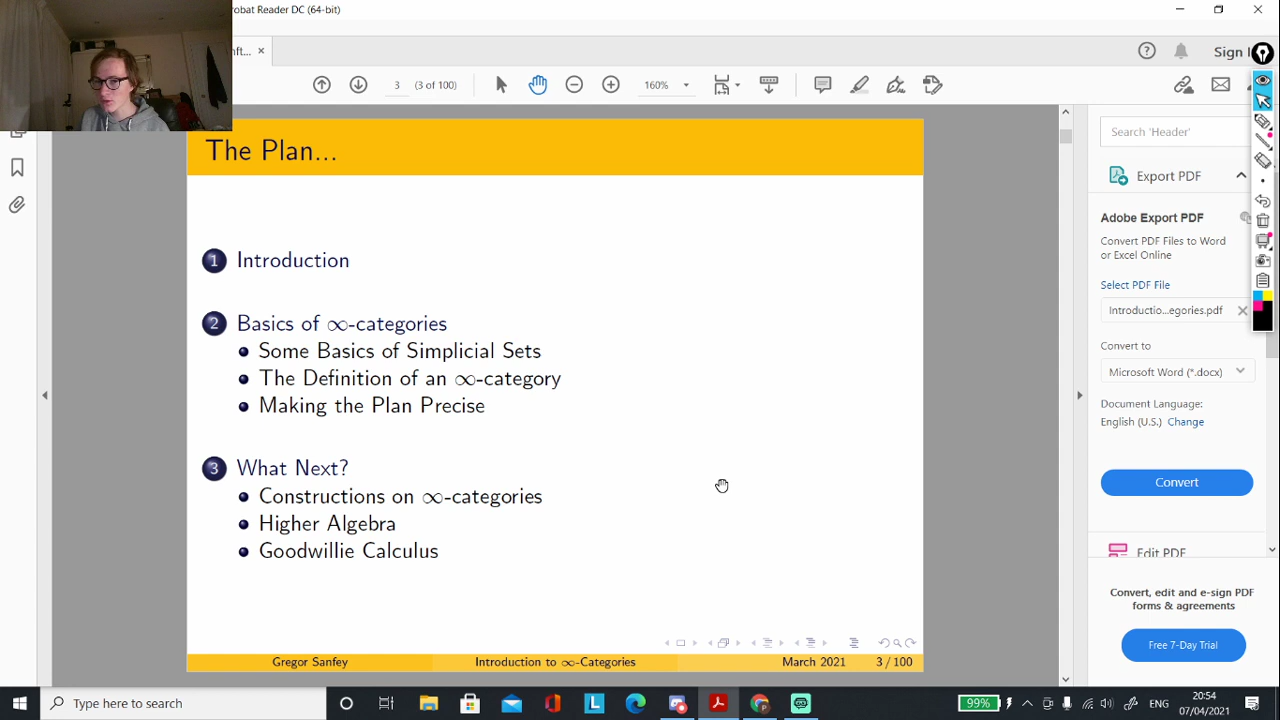 robat Reader DC (64-bit)
nft...
Sign I
3 (3 of 100)
160%
The Plan...
1 Introduction
2 Basics of ∞-categories
Some Basics of Simplicial Sets
The Definition of an ∞-category
Making the Plan Precise
3 What Next?
Constructions on ∞-categories
Higher Algebra
Goodwillie Calculus
Gregor Sanfey Introduction to ∞-Categories March 2021 3 / 100
Search 'Header'
Export PDF
Adobe Export PDF
Convert PDF Files to Word
or Excel Online
Select PDF File
Introductio...egories.pdf
Convert to
Microsoft Word (*.docx)
Document Language:
English (U.S.) Change
Convert
Edit PDF
Convert, edit and e-sign PDF
forms & agreements
Free 7-Day Trial
Type here to search
99%
ENG
20:54
07/04/2021